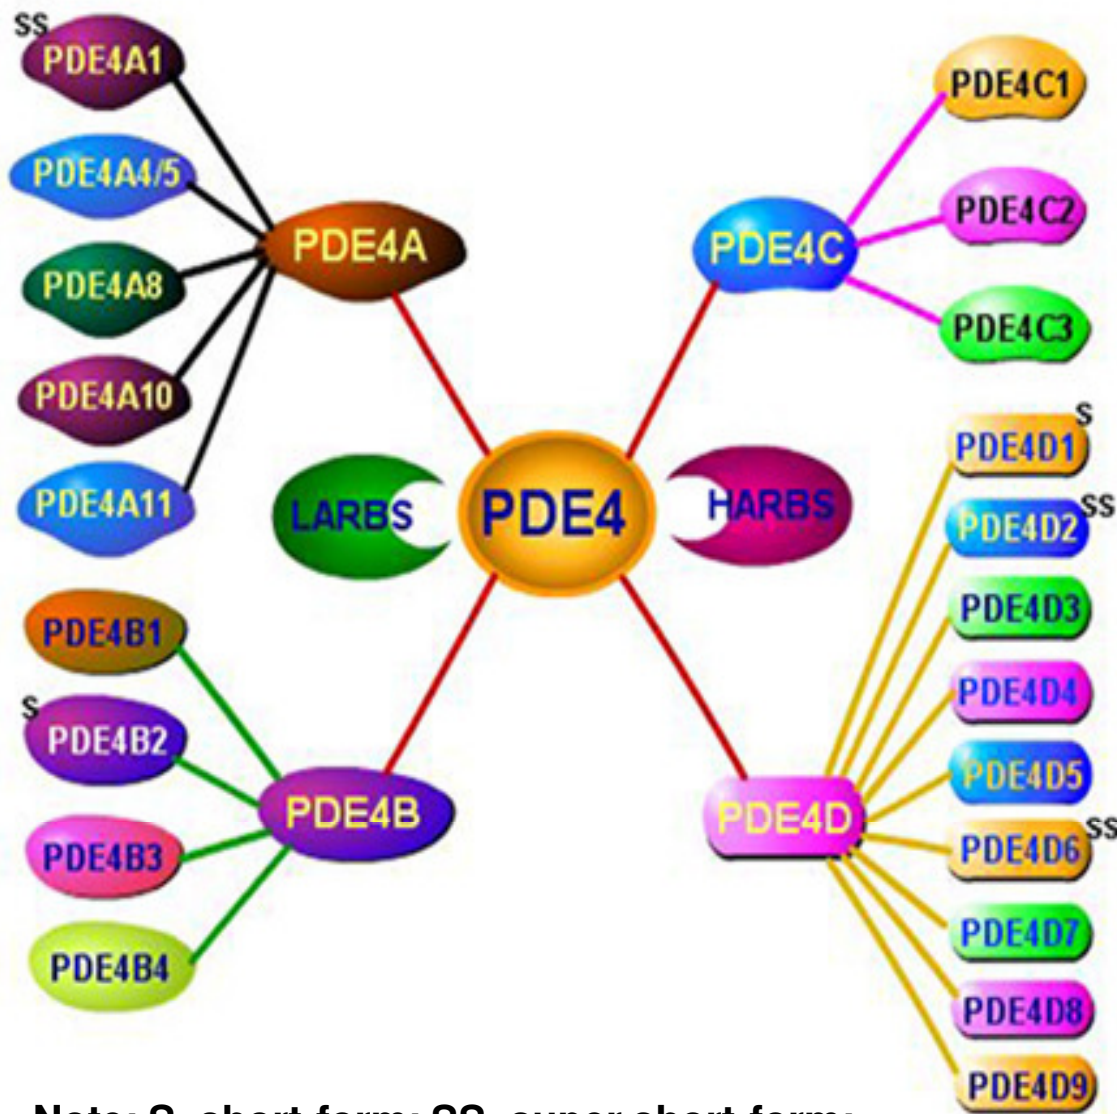 SS
PDE4A1
PDE4A4/5
PDE4A8
PDE4A10
PDE4A11
PDE4A
PDE4C
PDE4C1
PDE4C2
PDE4C3
LARBS
PDE4
HARBS
PDE4B1
S
PDE4B2
PDE4B3
PDE4B4
PDE4B
PDE4D
S
PDE4D1
SS
PDE4D2
PDE4D3
PDE4D4
PDE4D5
SS
PDE4D6
PDE4D7
PDE4D8
PDE4D9
Note: S, short form; SS, super short form;